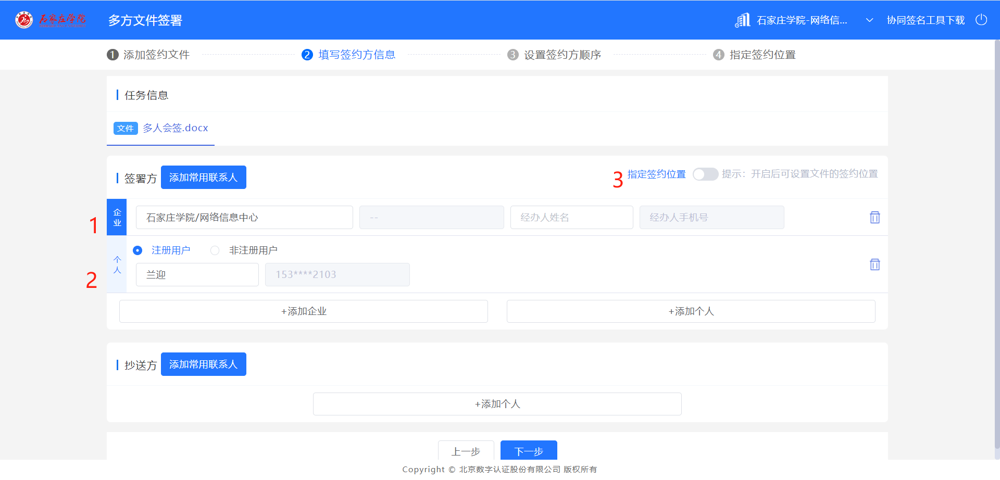 石家庄学院 多方文件签署 石家庄学院-网络信... 协同签名工具下载
1 添加签约文件 2 填写签约方信息 3 设置签约方顺序 4 指定签约位置
任务信息
文件 多人会签.docx
签署方 添加常用联系人 3 指定签约位置 提示：开启后可设置文件的签约位置
1 企业 石家庄学院/网络信息中心 -- 经办人姓名 经办人手机号
2 个人 注册用户 非注册用户
兰迎 153****2103
+添加企业 +添加个人
抄送方 添加常用联系人
+添加个人
上一步 下一步
Copyright © 北京数字认证股份有限公司 版权所有